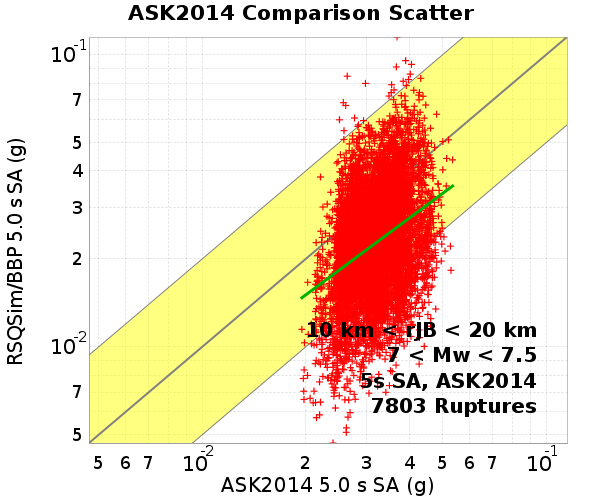 ASK2014 Comparison Scatter
RSQSim/BBP 5.0 s SA (g)
10⁻¹
7
5
4
3
2
10⁻²
7
5
10 km < rJB < 20 km
7 < Mw < 7.5
5s SA, ASK2014
7803 Ruptures
5 6 7 10⁻² 2 3 4 5 6 7 10⁻¹
ASK2014 5.0 s SA (g)